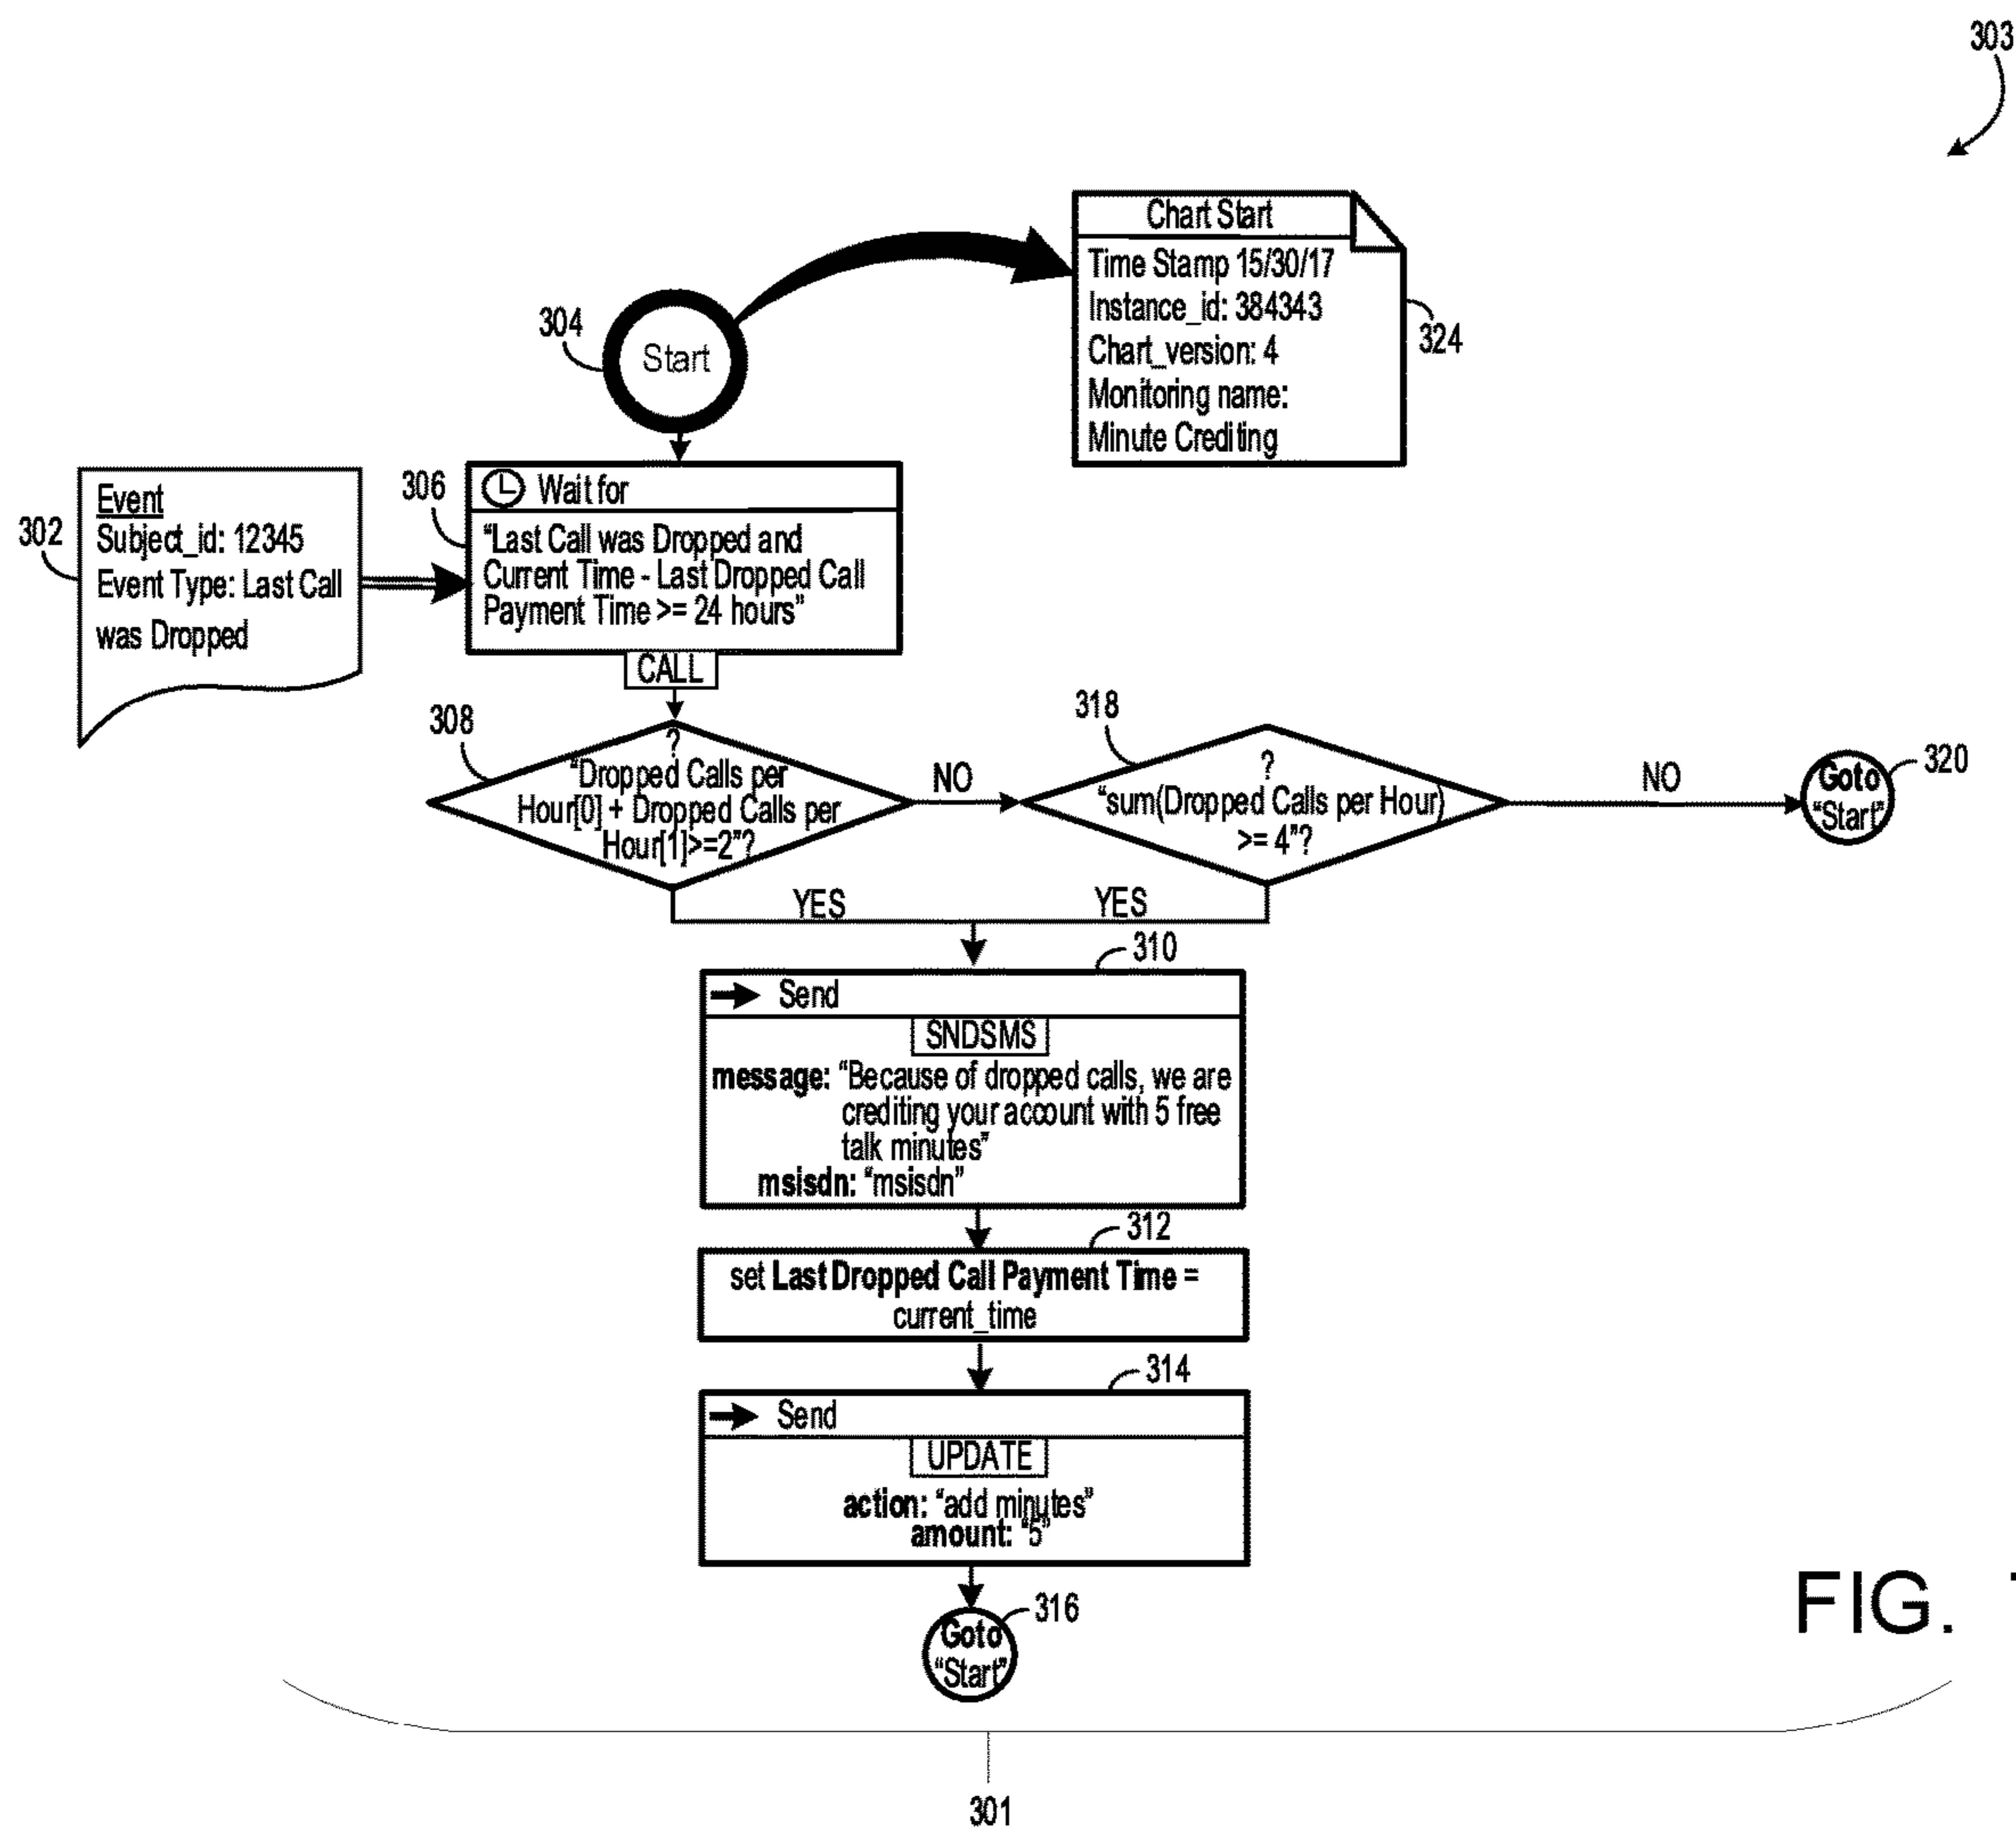 303
Chart Start
Time Stamp 15/30/17
Instance_id: 384343
Chart_version: 4
Monitoring name:
Minute Crediting
324
304
Start
302
Event
Subject_id: 12345
Event Type: Last Call
was Dropped
306
Wait for
“Last Call was Dropped and
Current Time - Last Dropped Call
Payment Time >= 24 hours”
CALL
308
?
“Dropped Calls per
Hour[0] + Dropped Calls per
Hour[1]>=2”?
NO
318
?
“sum(Dropped Calls per Hour)
>= 4”?
NO
Goto
“Start”
320
YES
YES
310
Send
SNDSMS
message: “Because of dropped calls, we are
crediting your account with 5 free
talk minutes”
msisdn: “msisdn”
312
set Last Dropped Call Payment Time =
current_time
314
Send
UPDATE
action: “add minutes”
amount: “5”
316
Goto
“Start”
FIG.
301